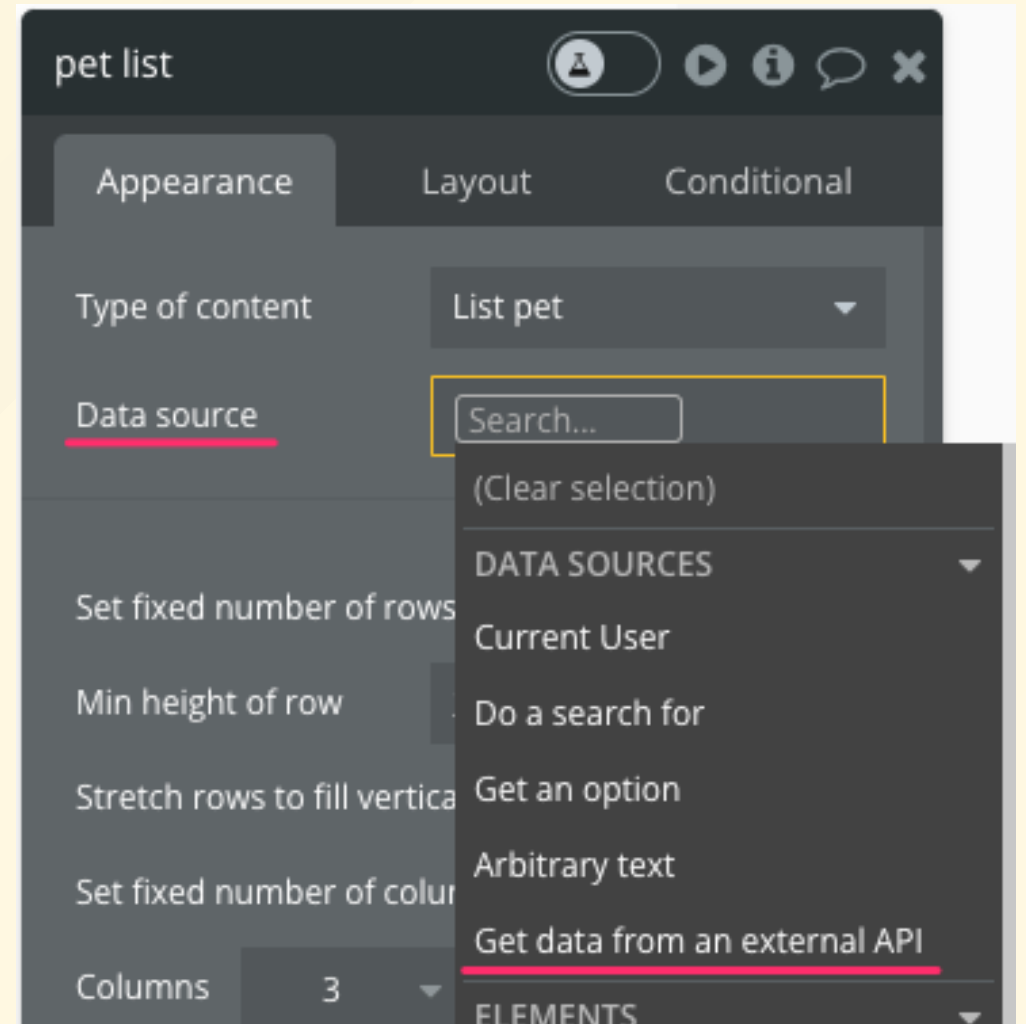 pet list
Appearance Layout Conditional
Type of content List pet
Data source Search...
(Clear selection)
DATA SOURCES
Current User
Set fixed number of rows
Min height of row
Do a search for
Stretch rows to fill vertica
Get an option
Set fixed number of colur
Arbitrary text
Get data from an external API
Columns 3
ELEMENTS